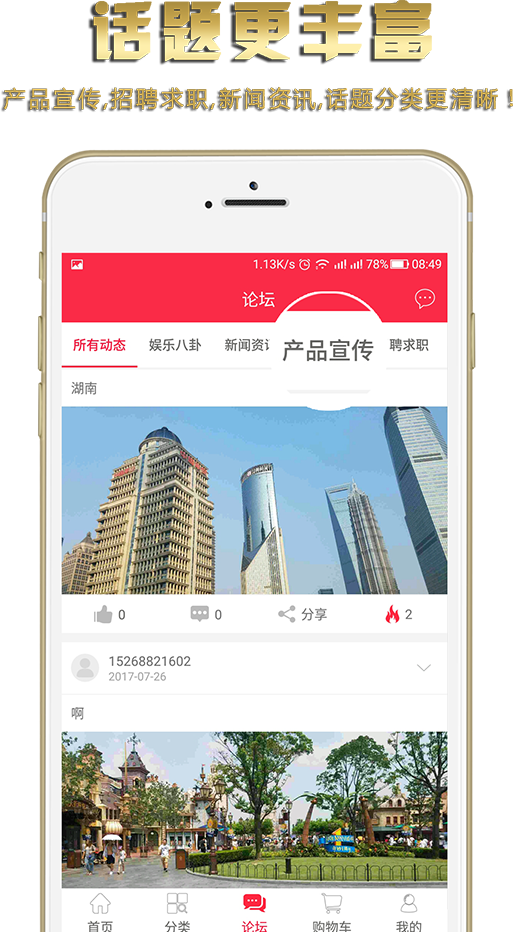 话题更丰富
产品宣传,招聘求职,新闻资讯,话题分类更清晰！
1.13K/s 78% 08:49
论坛
所有动态 娱乐八卦 新闻资讯 产品宣传 聘求职
湖南
0 0 分享 2
15268821602
2017-07-26
啊
首页 分类 论坛 购物车 我的